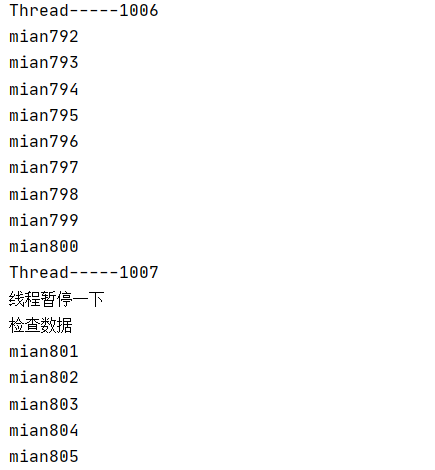 Thread-----1006
mian792
mian793
mian794
mian795
mian796
mian797
mian798
mian799
mian800
Thread-----1007
线程暂停一下
检查数据
mian801
mian802
mian803
mian804
mian805